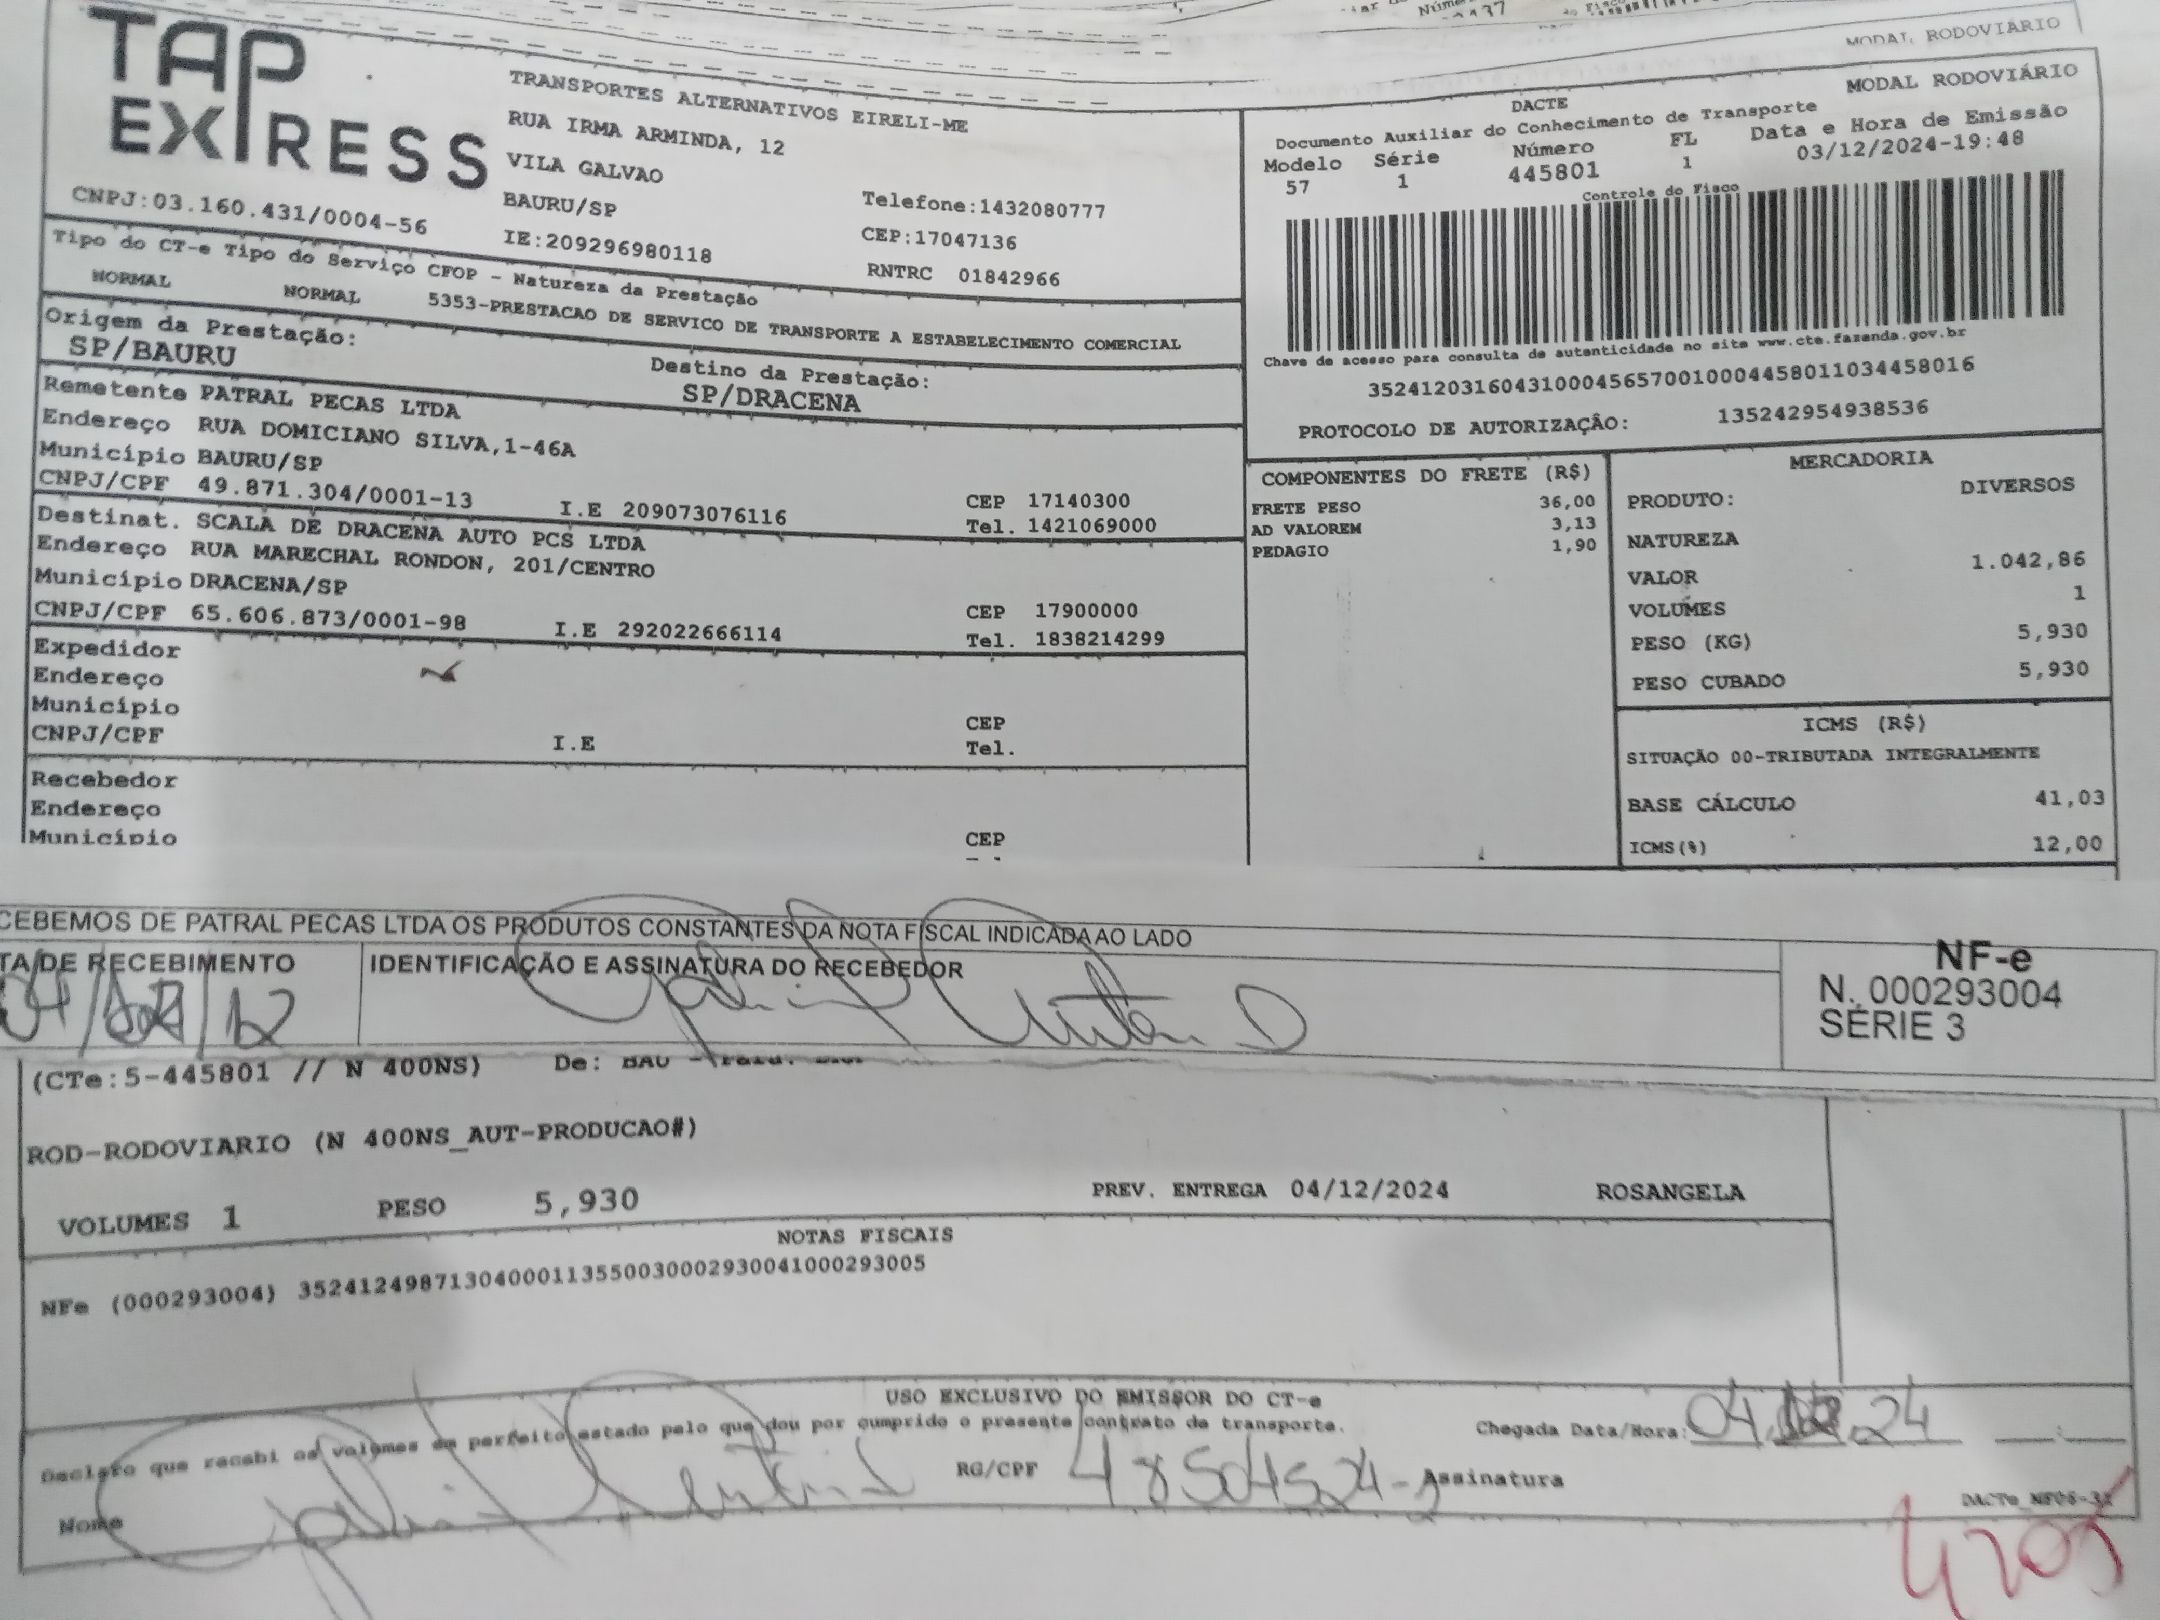 TAP
EXPRESS
CNPJ:03.160.431/0004-56
TRANSPORTES ALTERNATIVOS EIRELI-ME
RUA IRMA ARMINDA, 12
VILA GALVAO
BAURU/SP Telefone:1432080777
IE:209296980118 CEP:17047136
RNTRC 01842966
MODAL RODOVIÁRIO
MODAL RODOVIÁRIO
DACTE
Documento Auxiliar do Conhecimento de Transporte
Modelo Série Número FL Data e Hora de Emissão
57 1 445801 1 03/12/2024-19:48
Controle do Fisco
Chave de acesso para consulta de autenticidade no site www.cte.fazenda.gov.br
35241203160431000456570010004458011034458016
PROTOCOLO DE AUTORIZAÇÃO: 135242954938536
Tipo do CT-e Tipo do Serviço CFOP - Natureza da Prestação
NORMAL NORMAL 5353-PRESTACAO DE SERVICO DE TRANSPORTE A ESTABELECIMENTO COMERCIAL
Origem da Prestação: Destino da Prestação:
SP/BAURU SP/DRACENA
Remetente PATRAL PECAS LTDA
Endereço RUA DOMICIANO SILVA,1-46A
Município BAURU/SP CEP 17140300
CNPJ/CPF 49.871.304/0001-13 I.E 209073076116 Tel. 1421069000
Destinat. SCALA DE DRACENA AUTO PCS LTDA
Endereço RUA MARECHAL RONDON, 201/CENTRO
Município DRACENA/SP CEP 17900000
CNPJ/CPF 65.606.873/0001-98 I.E 292022666114 Tel. 1838214299
Expedidor
Endereço
Município CEP
CNPJ/CPF I.E Tel.
Recebedor
Endereço
Município CEP
COMPONENTES DO FRETE (R$)
FRETE PESO 36,00
AD VALOREM 3,13
PEDAGIO 1,90
MERCADORIA
PRODUTO: DIVERSOS
NATUREZA
VALOR 1.042,86
VOLUMES 1
PESO (KG) 5,930
PESO CUBADO 5,930
ICMS (R$)
SITUAÇÃO 00-TRIBUTADA INTEGRALMENTE
BASE CÁLCULO 41,03
ICMS(%) 12,00
CEBEMOS DE PATRAL PECAS LTDA OS PRODUTOS CONSTANTES DA NOTA FISCAL INDICADA AO LADO
TA DE RECEBIMENTO IDENTIFICAÇÃO E ASSINATURA DO RECEBEDOR
NF-e
N. 000293004
SÉRIE 3
(CTe:5-445801 // N 400NS) De: BAU
ROD-RODOVIARIO (N 400NS_AUT-PRODUCAO#)
VOLUMES 1 PESO 5,930 PREV. ENTREGA 04/12/2024 ROSANGELA
NOTAS FISCAIS
NFe (000293004) 35241249871304000113550030002930041000293005
USO EXCLUSIVO DO EMISSOR DO CT-e
Declaro que recebi os volumes em perfeito estado pelo que dou por cumprido o presente contrato de transporte.
Chegada Data/Hora:
Nome RG/CPF Assinatura
4205